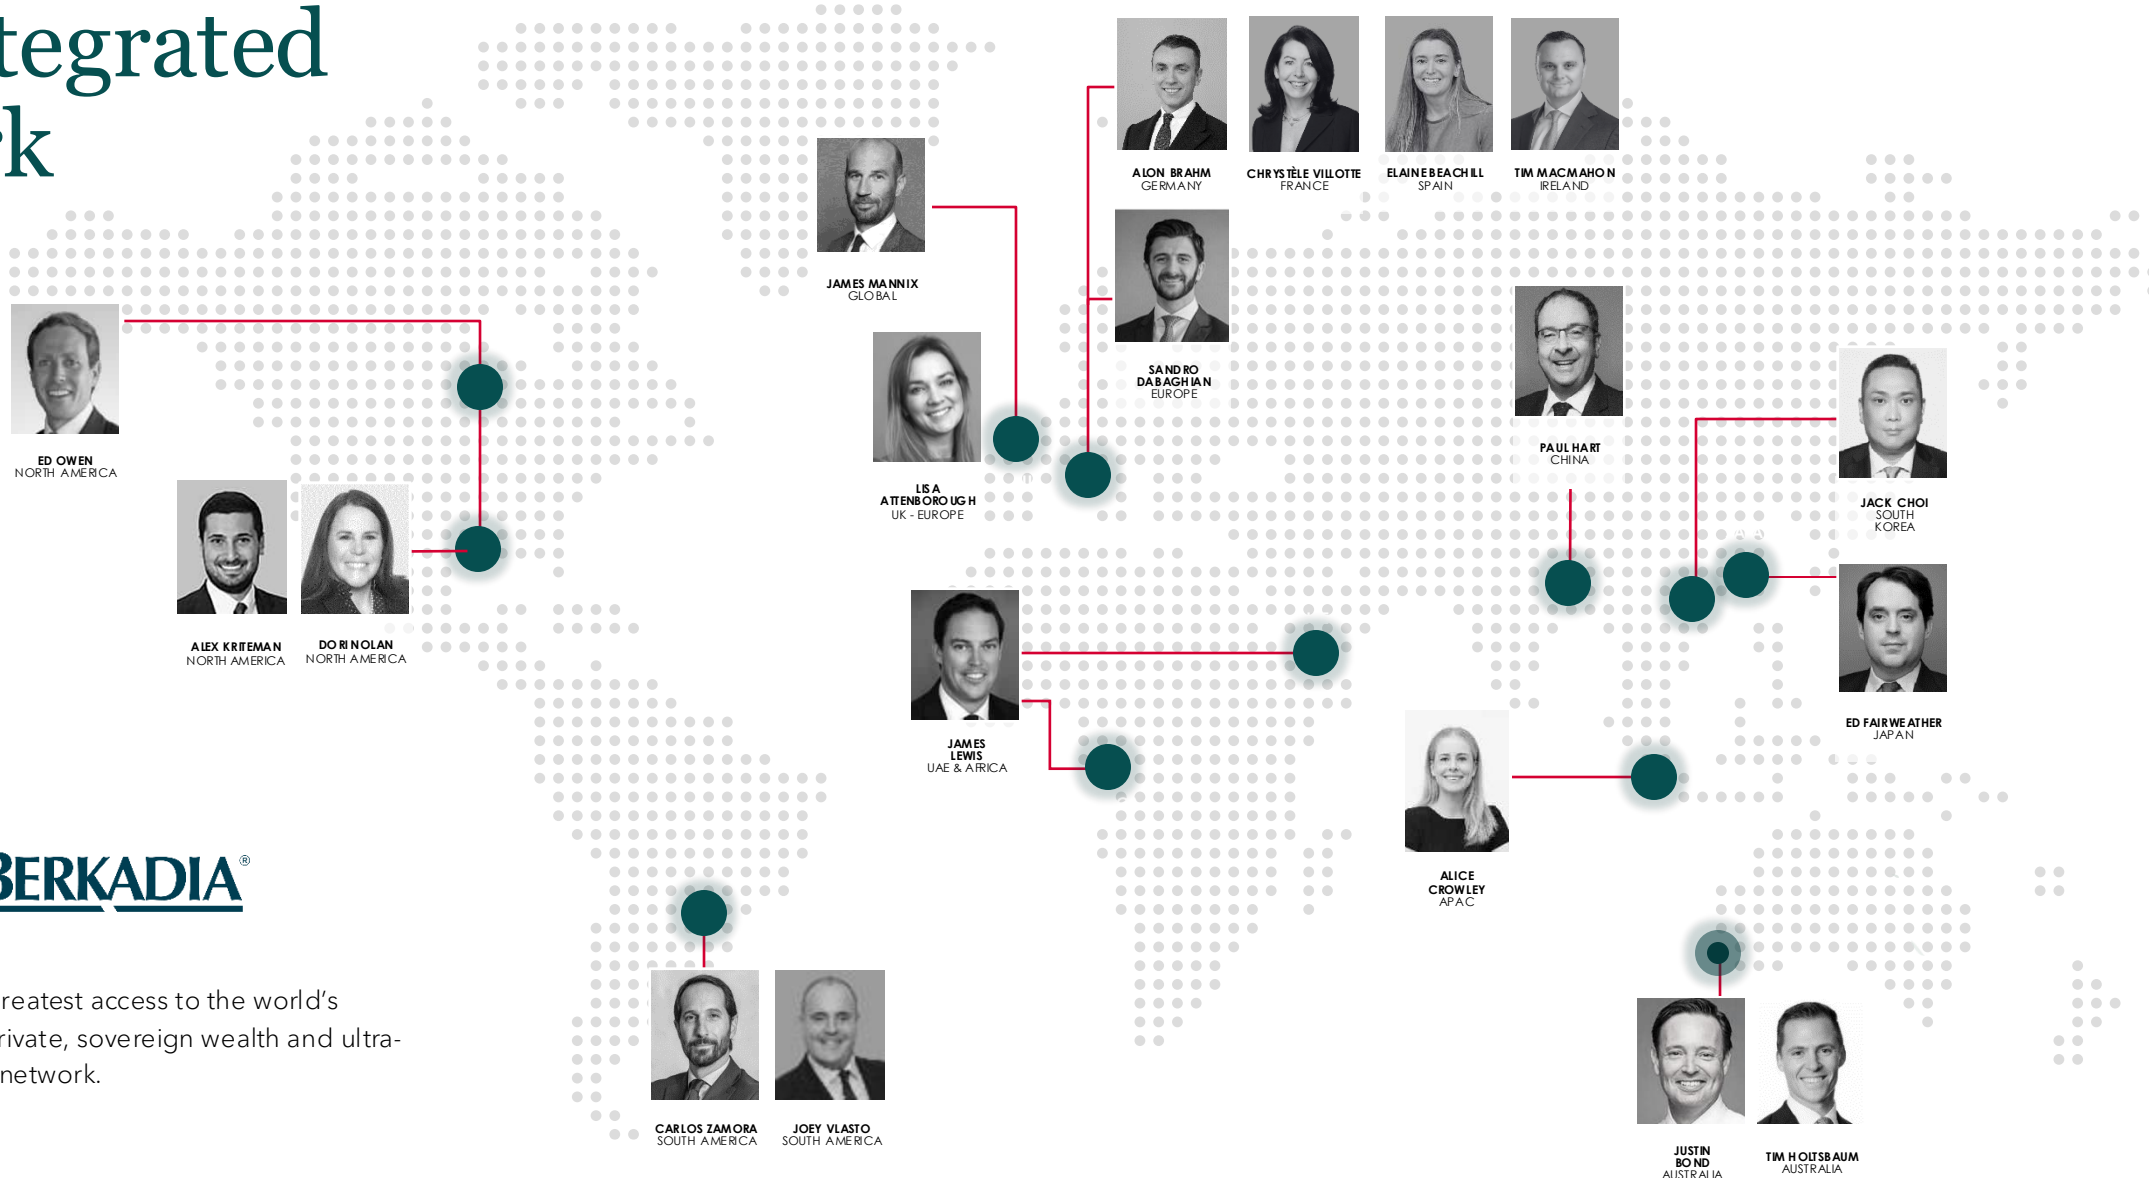 tegrated
rk
ALON BRAHM
GERMANY
CHRYSTÈLE VILLOTTE
FRANCE
ELAINE BEACHILL
SPAIN
TIM MACMAHON
IRELAND
JAMES MANNIX
GLOBAL
SANDRO
DABAGHIAN
EUROPE
ED OWEN
NORTH AMERICA
LISA
ATTENBOROUGH
UK - EUROPE
PAUL HART
CHINA
JACK CHOI
SOUTH
KOREA
ALEX KRITEMAN
NORTH AMERICA
DORI NOLAN
NORTH AMERICA
JAMES
LEWIS
UAE & AFRICA
ED FAIRWEATHER
JAPAN
ALICE
CROWLEY
APAC
BERKADIA®
reatest access to the world’s
rivate, sovereign wealth and ultra-
network.
CARLOS ZAMORA
SOUTH AMERICA
JOEY VLASTO
SOUTH AMERICA
JUSTIN
BOND
AUSTRALIA
TIM HOLTSBAUM
AUSTRALIA